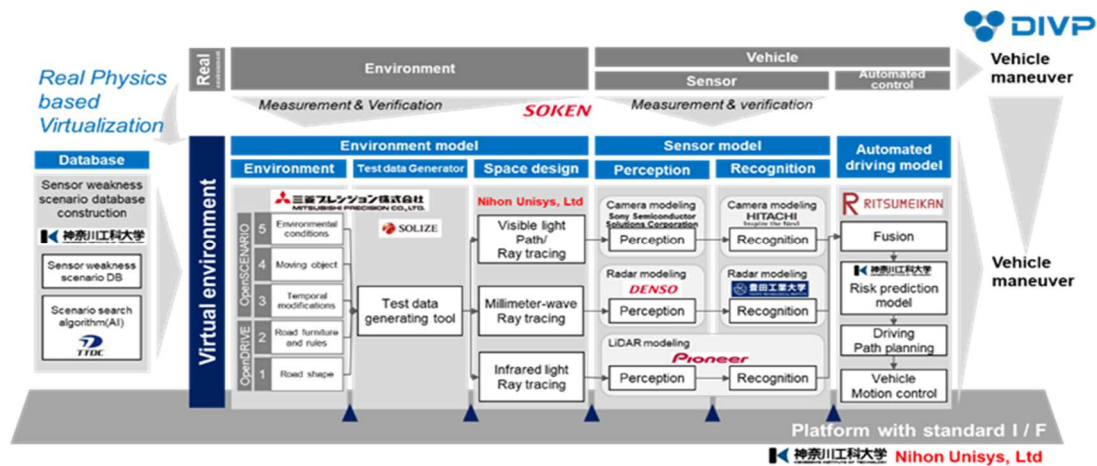 DIVP
Real
environment
Environment
Vehicle
Sensor
Automated
control
Vehicle
maneuver
Real Physics
based
Virtualization
Measurement & Verification
SOKEN
Measurement & verification
Database
Sensor weakness
scenario database
construction
神奈川工科大学
Sensor weakness
scenario DB
Scenario search
algorithm(AI)
TTDC
Virtual environment
Environment model
Sensor model
Automated
driving model
Environment
Test data Generator
Space design
Perception
Recognition
三菱プレシジョン株式会社
MITSUBISHI PRECISION CO.,LTD.
SOLIZE
Nihon Unisys, Ltd
OpenSCENARIO
OpenDRIVE
5
Environmental
conditions
4
Moving object
3
Temporal
modifications
2
Road furniture
and rules
1
Road shape
Test data
generating tool
Visible light
Path/
Ray tracing
Millimeter-wave
Ray tracing
Infrared light
Ray tracing
Camera modeling
Sony Semiconductor
Solutions Corporation
Perception
Camera modeling
HITACHI
Inspire the Next
Recognition
Radar modeling
DENSO
Perception
Radar modeling
豊田工業大学
Recognition
LiDAR modeling
Pioneer
Perception
Recognition
RITSUMEIKAN
Fusion
神奈川工科大学
Risk prediction
model
Driving
Path planning
Vehicle
Motion control
Vehicle
maneuver
Platform with standard I / F
神奈川工科大学
Nihon Unisys, Ltd